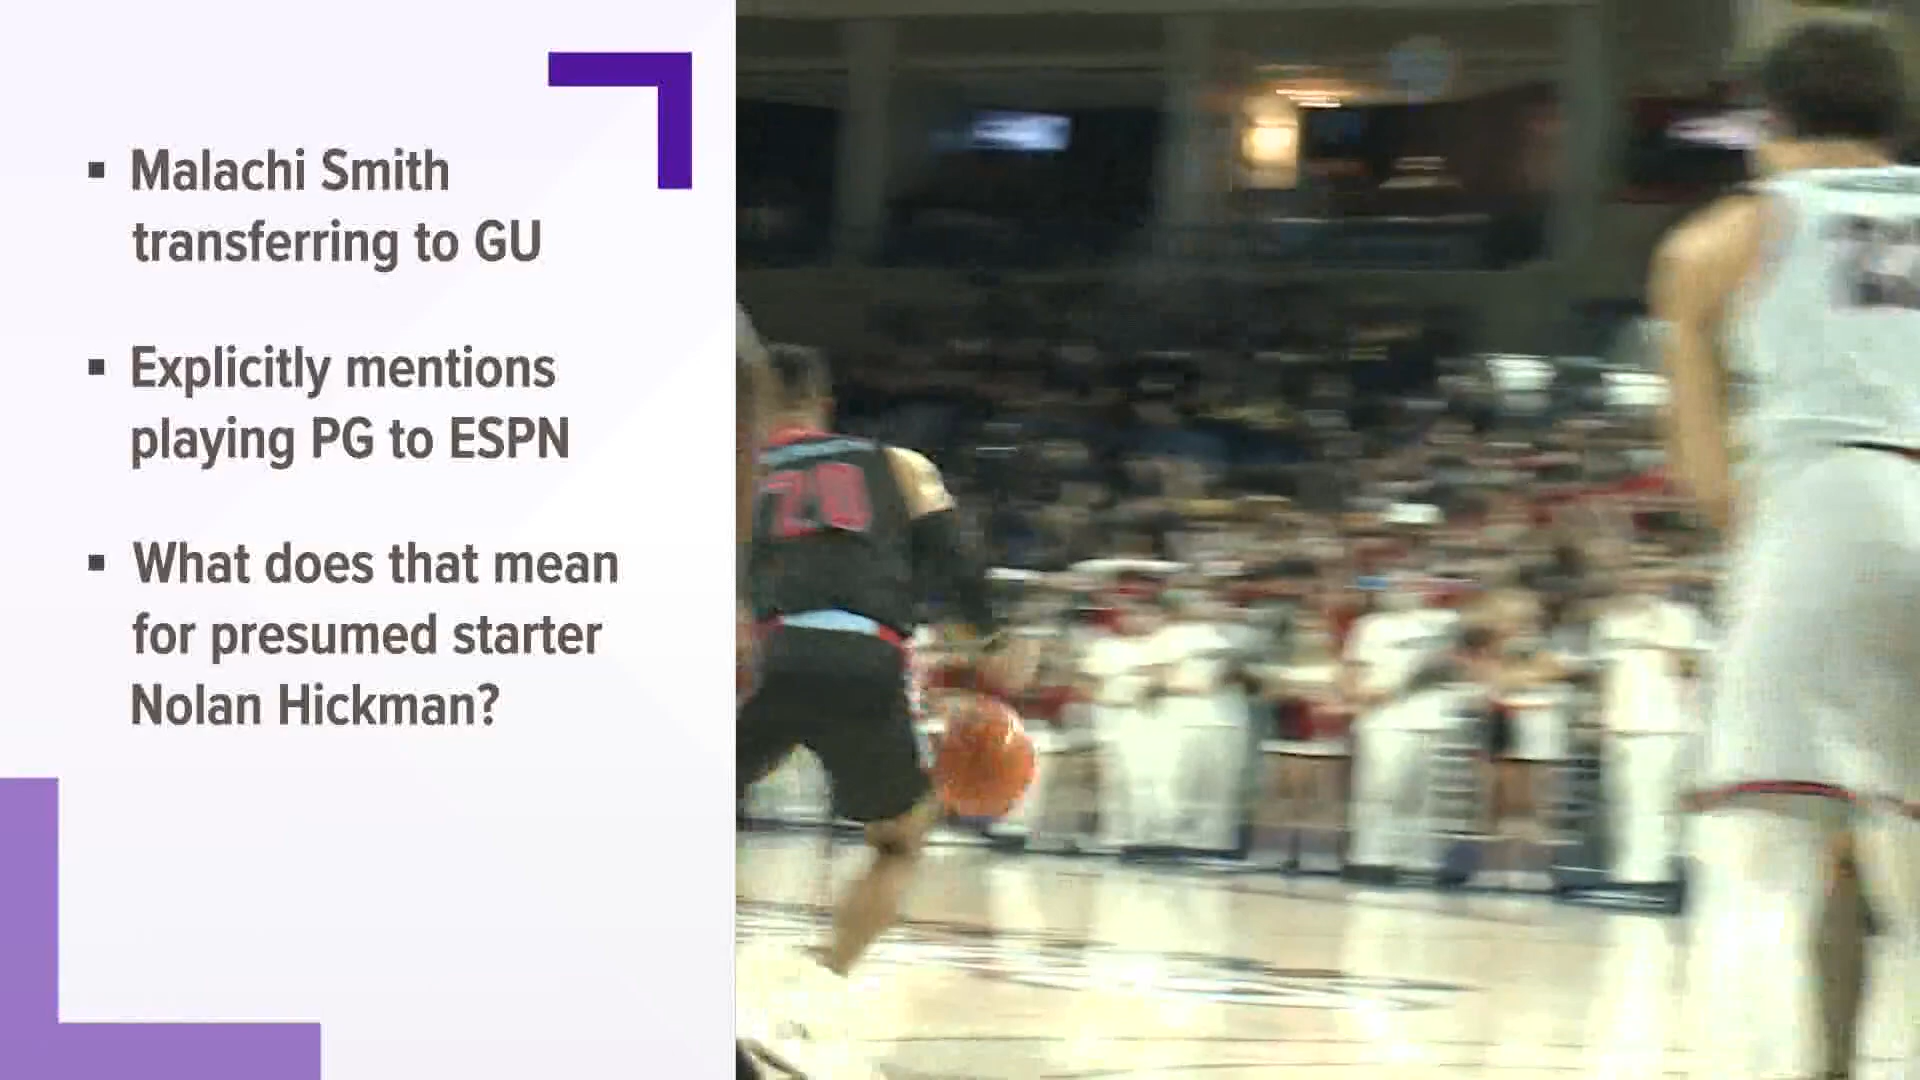 ▪ Malachi Smith
transferring to GU
▪ Explicitly mentions
playing PG to ESPN
▪ What does that mean
for presumed starter
Nolan Hickman?
20